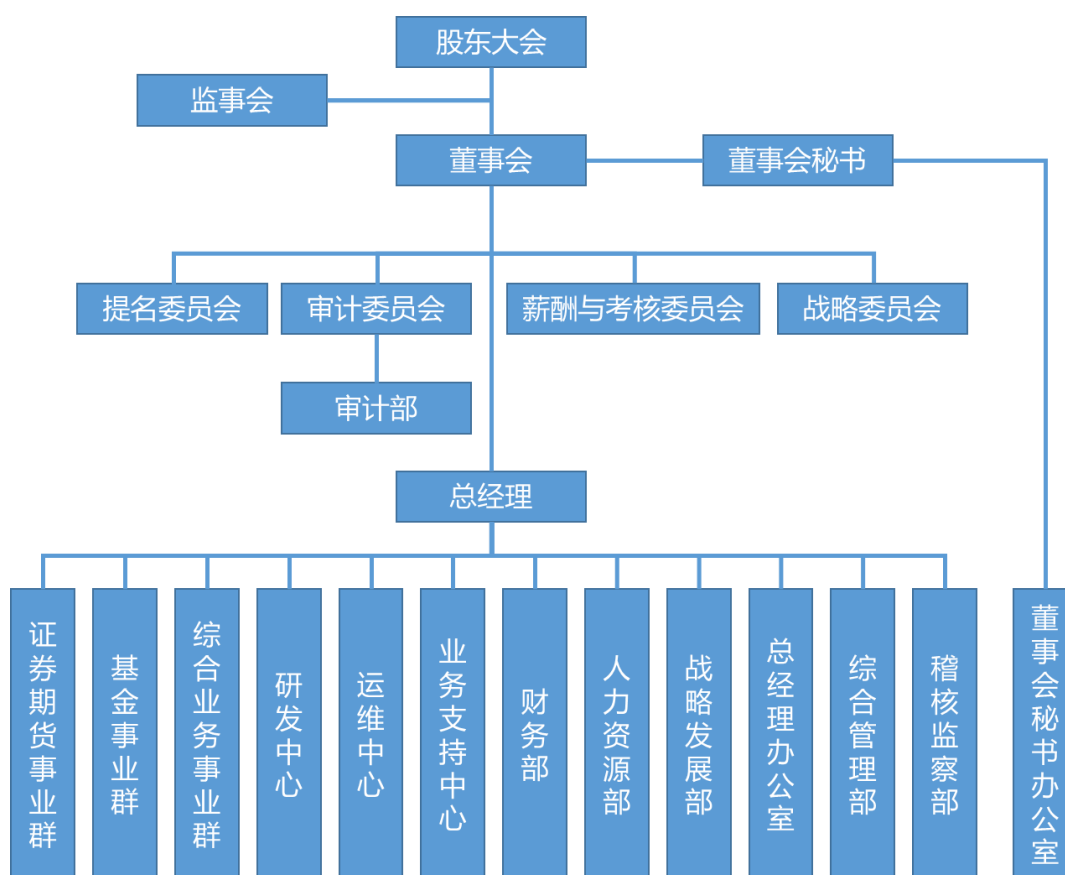 股东大会
监事会
董事会
董事会秘书
提名委员会
审计委员会
薪酬与考核委员会
战略委员会
审计部
总经理
证券期货事业群
基金事业群
综合业务事业群
研发中心
运维中心
业务支持中心
财务部
人力资源部
战略发展部
总经理办公室
综合管理部
稽核监察部
董事会秘书办公室